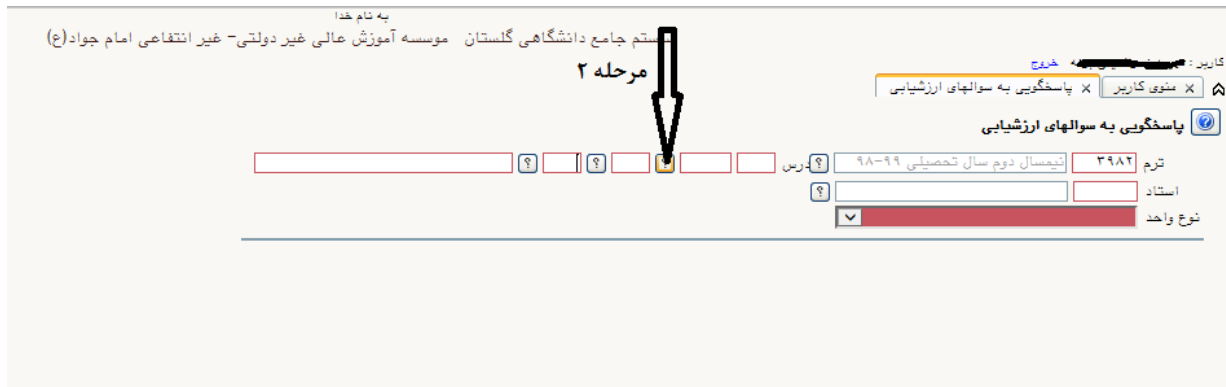 به نام خدا
سیستم جامع دانشگاهی گلستان موسسه آموزش عالی غیر دولتی- غیر انتفاعی امام جواد(ع)
مرحله ۲
کاربر : خروج
منوی کاربر x پاسخگویی به سوالهای ارزشیابی x
پاسخگویی به سوالهای ارزشیابی
ترم ۳۹۸۲ نیمسال دوم سال تحصیلی ۹۹-۹۸ ؟ درس ؟ ؟ ؟
استاد ؟
نوع واحد